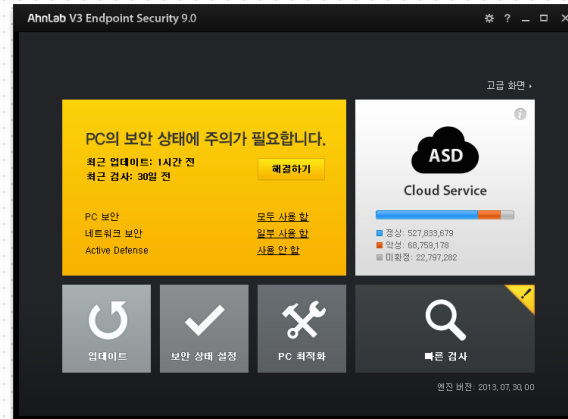 AhnLab V3 Endpoint Security 9.0
고급 화면
PC의 보안 상태에 주의가 필요합니다.
최근 업데이트: 1시간 전
최근 검사: 30일 전
해결하기
PC 보안 모두 사용 함
네트워크 보안 일부 사용 함
Active Defense 사용 안 함
ASD
Cloud Service
정상: 527,833,679
악성: 68,759,178
미확정: 22,797,282
업데이트
보안 상태 설정
PC 최적화
빠른 검사
엔진 버전: 2013.07.30.00